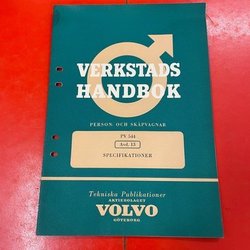 VERKSTADS
HANDBOK
PERSON- OCH SKÅPVAGNAR
PV 544
Avd. 13
SPECIFIKATIONER
Tekniska Publikationer
AKTIEBOLAGET
VOLVO
GÖTEBORG